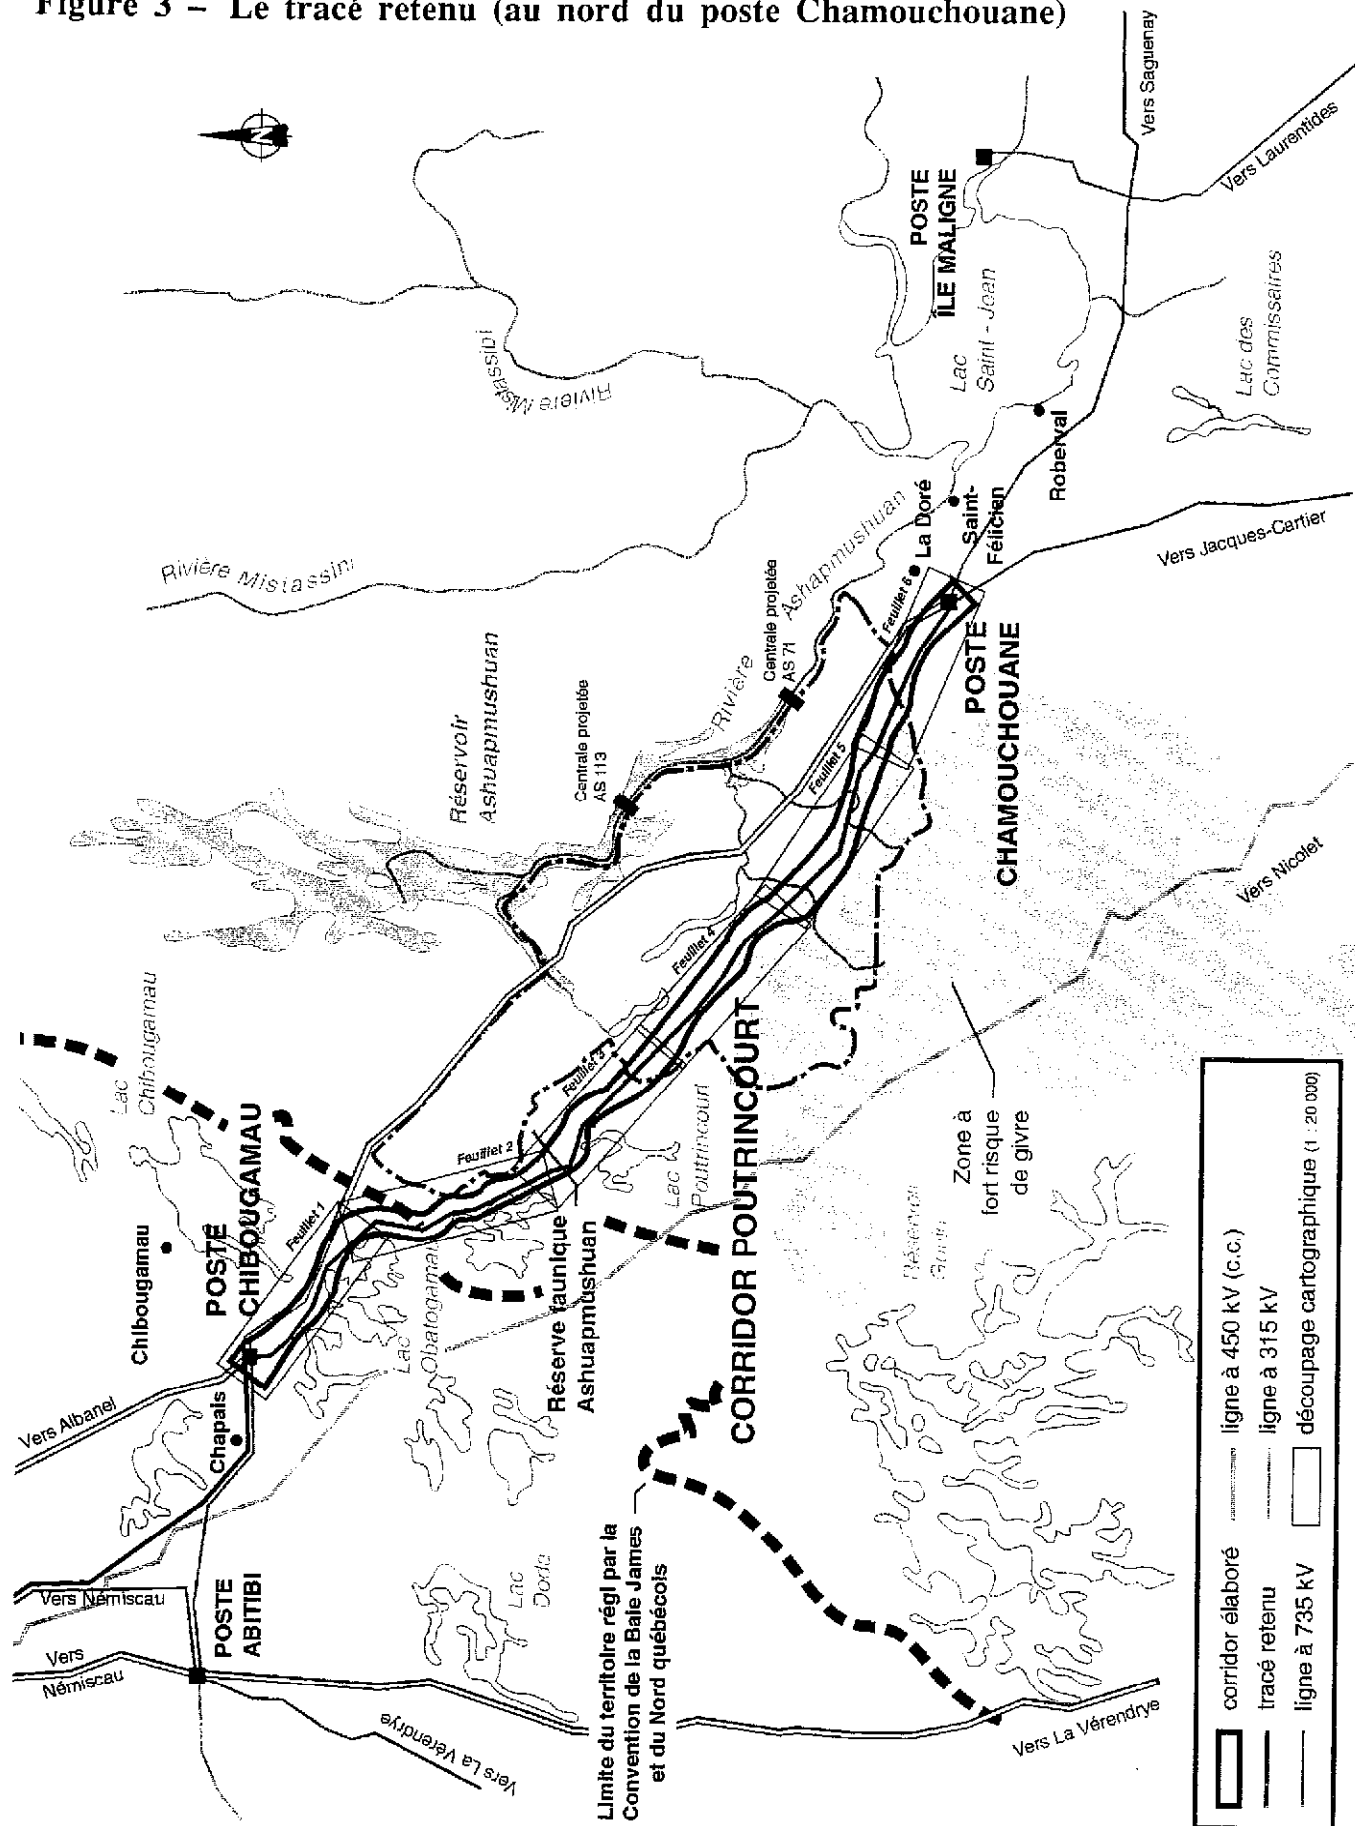 Figure 3 – Le tracé retenu (au nord du poste Chamouchouane)
N
Vers Saguenay
Vers Laurentides
POSTE
ÎLE MALIGNE
Lac
Saint - Jean
Lac des
Commissaires
Roberval
Rivière Mistassibi
Rivière Mistassini
Saint-
Félicien
La Doré
Vers Jacques-Cartier
Rivière Ashapmushuan
Centrale projetée
AS 71
Centrale projetée
AS 113
Réservoir
Ashuapmushuan
Feuillet 6
Feuillet 5
Feuillet 4
Feuillet 3
Feuillet 2
Feuillet 1
POSTE
CHAMOUCHOUANE
Vers Nicolet
Zone à
fort risque
de givre
CORRIDOR POUTRINCOURT
Lac
Poutrincourt
Réservoir
Lac
Chibougamau
Chibougamau
POSTE
CHIBOUGAMAU
Lac
Obatogamau
Réserve faunique
Ashuapmushuan
Vers Albanel
Chapais
Vers Némiscau
POSTE
ABITIBI
Vers
Némiscau
Lac
Doda
Vers La Vérendrye
Limite du territoire régi par la
Convention de la Baie James
et du Nord québécois
Vers La Vérendrye
corridor élaboré
tracé retenu
ligne à 735 kV
ligne à 450 kV (c.c.)
ligne à 315 kV
découpage cartographique (1 : 20 000)